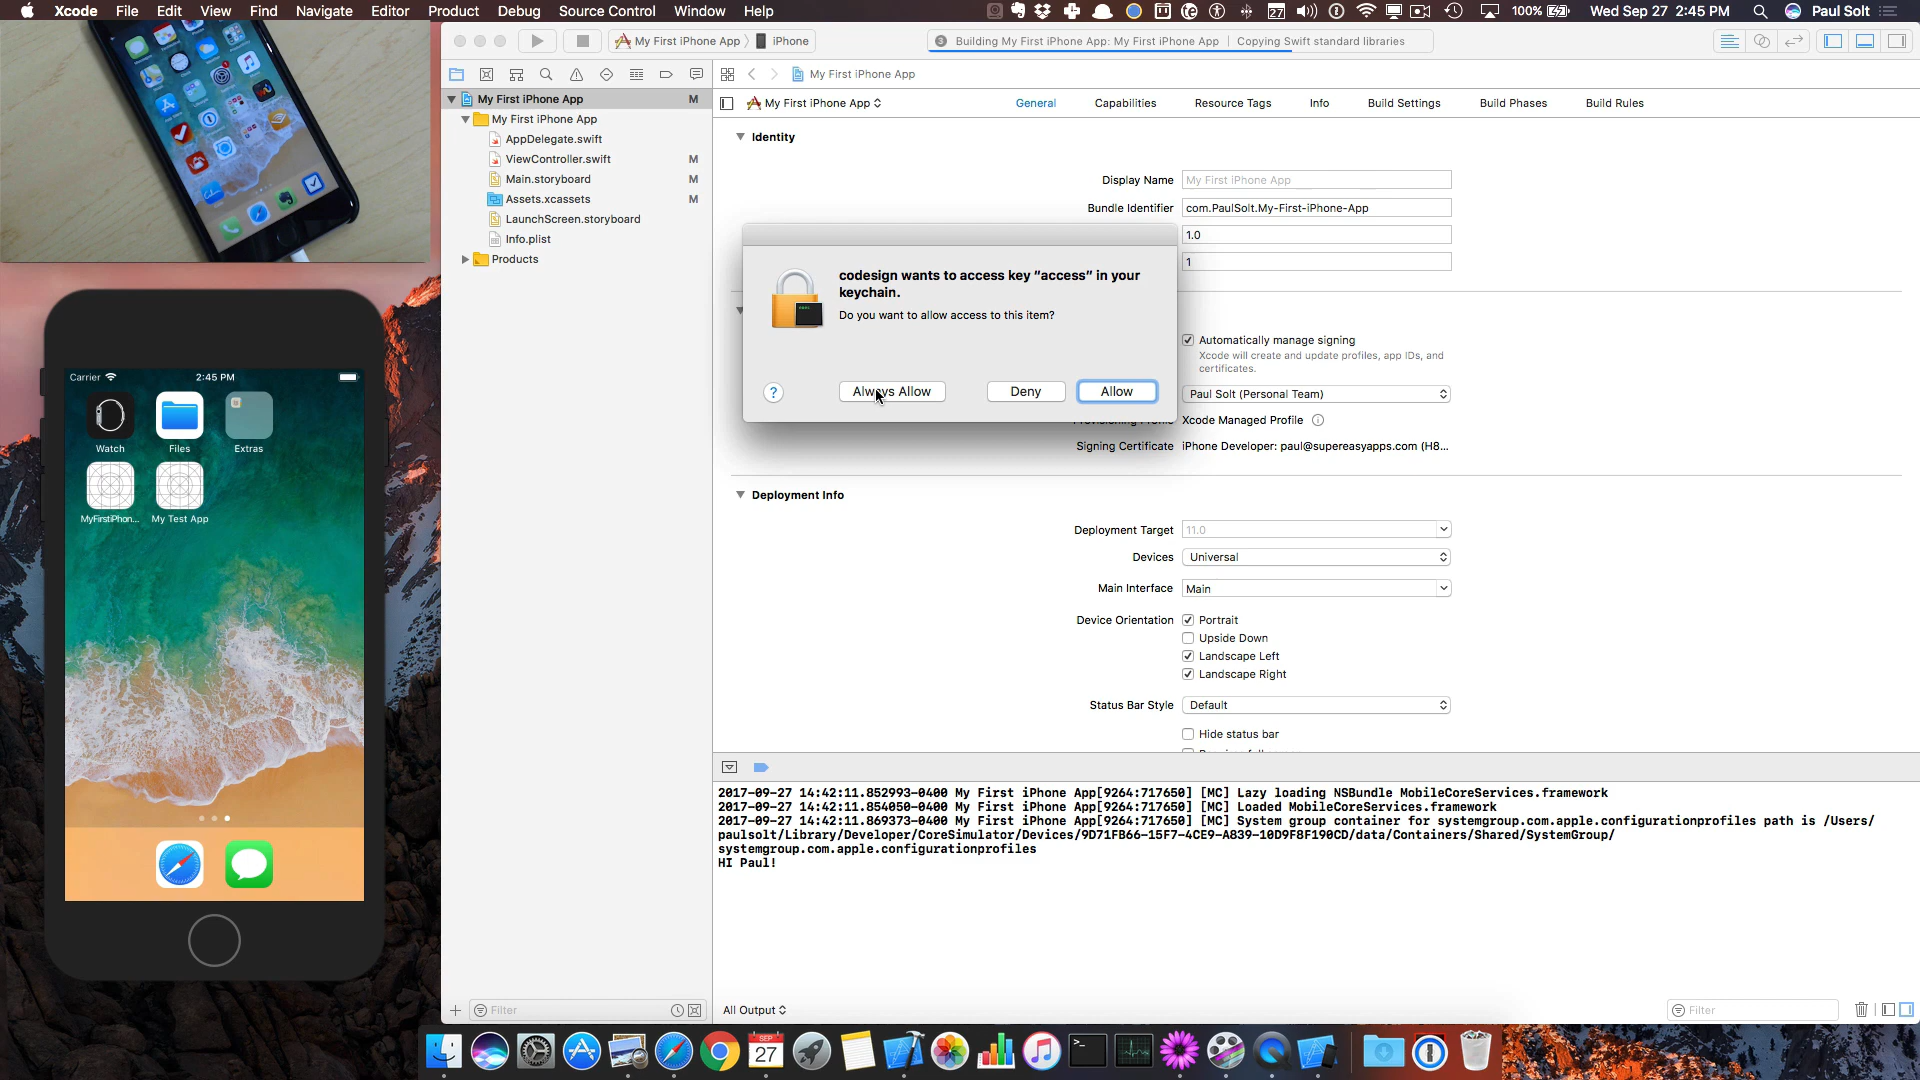 Xcode File Edit View Find Navigate Editor Product Debug Source Control Window Help
27 100% Wed Sep 27 2:45 PM Paul Solt
My First iPhone App iPhone
Building My First iPhone App: My First iPhone App Copying Swift standard libraries
My First iPhone App
My First iPhone App M
My First iPhone App
AppDelegate.swift
ViewController.swift M
Main.storyboard M
Assets.xcassets M
LaunchScreen.storyboard
Info.plist
Products
My First iPhone App
General Capabilities Resource Tags Info Build Settings Build Phases Build Rules
Identity
Display Name My First iPhone App
Bundle Identifier com.PaulSolt.My-First-iPhone-App
1.0
1
codesign wants to access key “access” in your
keychain.
Do you want to allow access to this item?
? Always Allow Deny Allow
Automatically manage signing
Xcode will create and update profiles, app IDs, and
certificates.
Paul Solt (Personal Team)
Provisioning Profile Xcode Managed Profile
Signing Certificate iPhone Developer: paul@supereasyapps.com (H8...
Deployment Info
Deployment Target 11.0
Devices Universal
Main Interface Main
Device Orientation Portrait
Upside Down
Landscape Left
Landscape Right
Status Bar Style Default
Hide status bar
2017-09-27 14:42:11.852993-0400 My First iPhone App[9264:717650] [MC] Lazy loading NSBundle MobileCoreServices.framework
2017-09-27 14:42:11.854050-0400 My First iPhone App[9264:717650] [MC] Loaded MobileCoreServices.framework
2017-09-27 14:42:11.869373-0400 My First iPhone App[9264:717650] [MC] System group container for systemgroup.com.apple.configurationprofiles path is /Users/
paulsolt/Library/Developer/CoreSimulator/Devices/9D71FB66-15F7-4CE9-A839-10D9F8F190CD/data/Containers/Shared/SystemGroup/
systemgroup.com.apple.configurationprofiles
HI Paul!
Filter
All Output
Filter
Carrier 2:45 PM
Watch Files Extras
MyFirstiPhon... My Test App
SEP
27